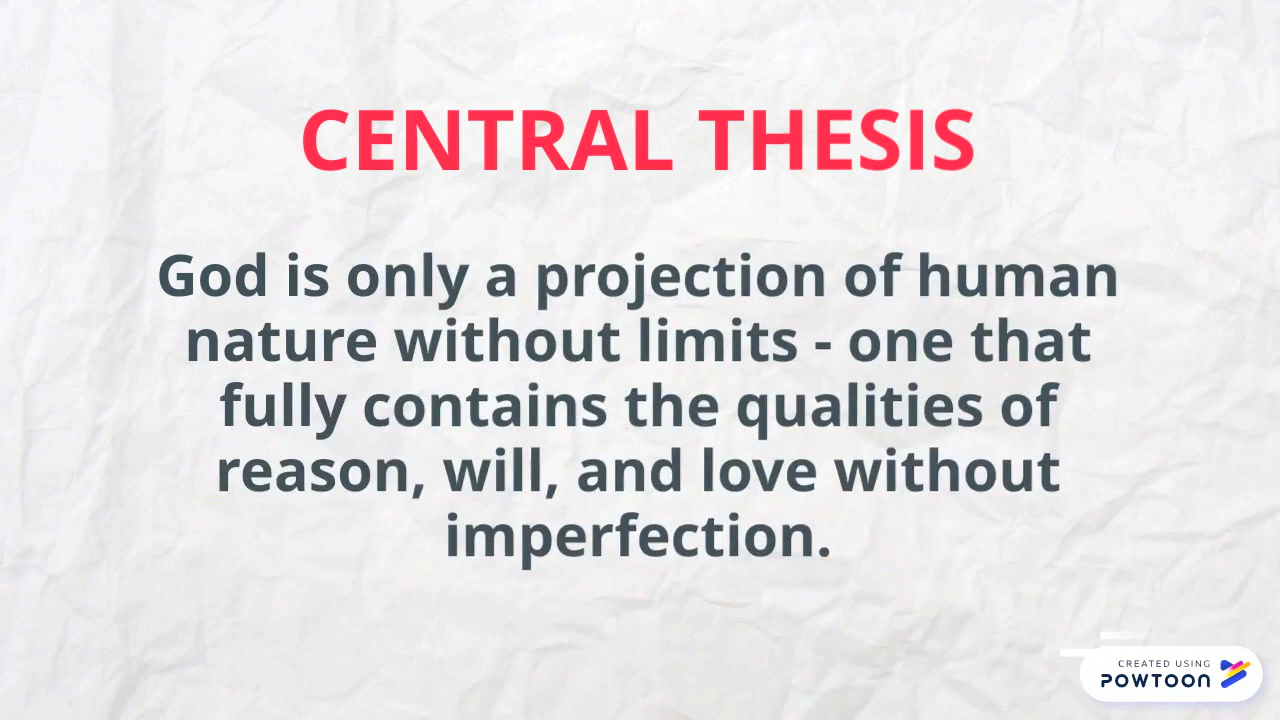 CENTRAL THESIS
God is only a projection of human
nature without limits - one that
fully contains the qualities of
reason, will, and love without
imperfection.
CREATED USING
POWTOON